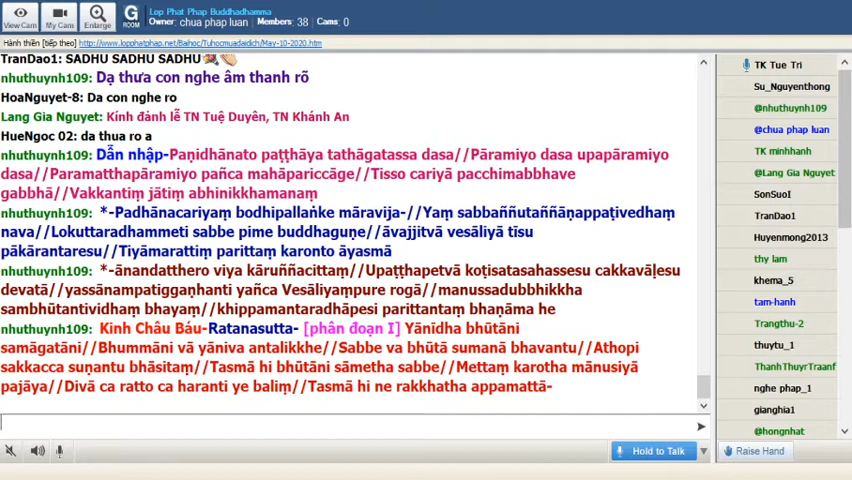 View Cam
My Cam
Enlarge
G
ROOM
Lop Phat Phap Buddhadhamma
Owner: chua phap luan Members: 38 Cams: 0
Hành thiền [tiếp theo] http://www.lopphatphap.net/Baihoc/Tuhocmuadaidich/May-10-2020.htm
TranDao1: SADHU SADHU SADHU
nhuthuynh109: Dạ thưa con nghe âm thanh rõ
HoaNguyet-8: Da con nghe ro
Lang Gia Nguyet: Kính đảnh lễ TN Tuệ Duyên, TN Khánh An
HueNgoc 02: da thua ro a
nhuthuynh109: Dẫn nhập-Paṇidhānato paṭṭhāya tathāgatassa dasa//Pāramiyo dasa upapāramiyo
dasa//Paramatthapāramiyo pañca mahāpariccāge//Tisso cariyā pacchimabbhave
gabbhā//Vakkantiṃ jātiṃ abhinikkhamanaṃ
nhuthuynh109: *-Padhānacariyaṃ bodhipallaṅke māravija-//Yaṃ sabbaññutaññāṇappaṭivedhaṃ
nava//Lokuttaradhammeti sabbe pime buddhaguṇe//āvajjitvā vesāliyā tīsu
pākārantaresu//Tiyāmarattiṃ parittaṃ karonto āyasmā
nhuthuynh109: *-ānandatthero viya kāruññacittaṃ//Upaṭṭhapetvā koṭisatasahassesu cakkavāḷesu
devatā//yassānampatiggaṇhanti yañca Vesāliyaṃpure rogā//manussadubbhikkha
sambhūtantividhaṃ bhayaṃ//khippamantaradhāpesi parittantaṃ bhaṇāma he
nhuthuynh109: Kinh Châu Báu-Ratanasutta- [phân đoạn I] Yānīdha bhūtāni
samāgatāni//Bhummāni vā yāniva antalikkhe//Sabbe va bhūtā sumanā bhavantu//Athopi
sakkacca suṇantu bhāsitaṃ//Tasmā hi bhūtāni sāmetha sabbe//Mettaṃ karotha mānusiyā
pajāya//Divā ca ratto ca haranti ye baliṃ//Tasmā hi ne rakkhatha appamattā-
Hold to Talk
TK Tue Tri
Su_Nguyenthong
@nhuthuynh109
@chua phap luan
TK minhhanh
@Lang Gia Nguyet
SonSuoI
TranDao1
Huyenmong2013
thy lam
khema_5
tam-hanh
Trangthu-2
thuytu_1
ThanhThuyrTraanf
nghe phap_1
gianghia1
@hongnhat
Raise Hand